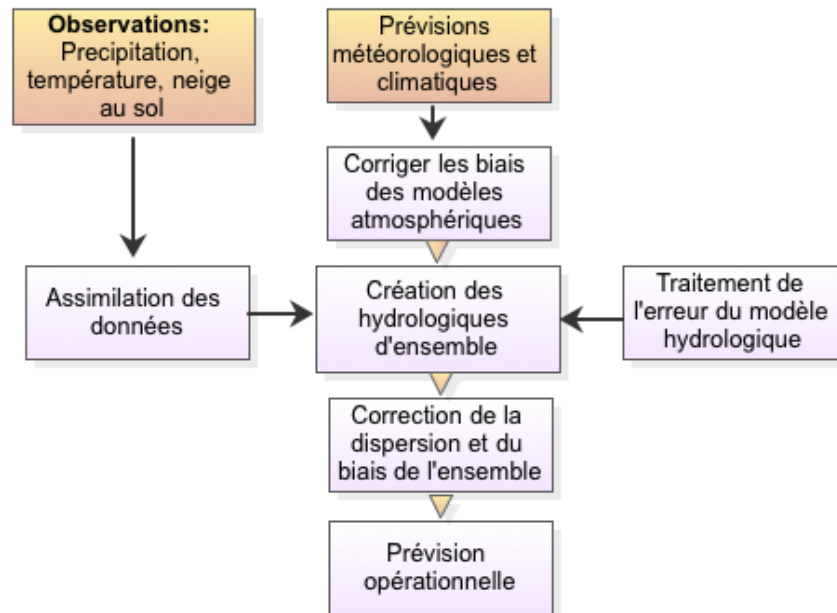 Observations:
Precipitation,
température, neige
au sol
Prévisions
météorologiques et
climatiques
Corriger les biais
des modèles
atmosphériques
Assimilation des
données
Création des
hydrologiques
d'ensemble
Traitement de
l'erreur du modèle
hydrologique
Correction de la
dispersion et du
biais de l'ensemble
Prévision
opérationnelle